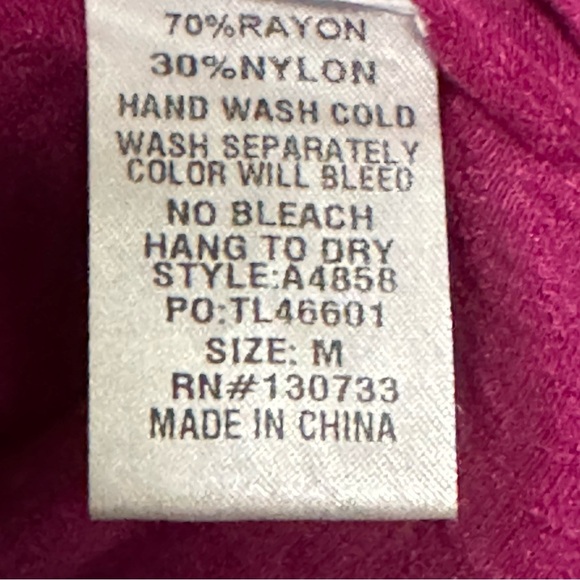 70%RAYON
30%NYLON
HAND WASH COLD
WASH SEPARATELY
COLOR WILL BLEED
NO BLEACH
HANG TO DRY
STYLE:A4858
PO:TL46601
SIZE: M
RN#130733
MADE IN CHINA